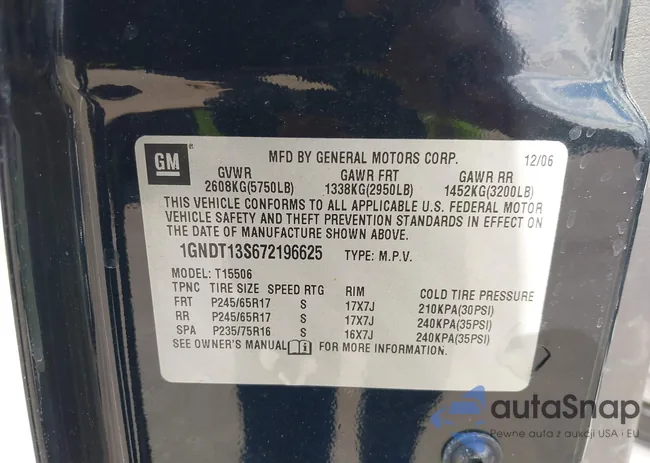 GM MFD BY GENERAL MOTORS CORP. 12/06
GVWR GAWR FRT GAWR RR
2608KG(5750LB) 1338KG(2950LB) 1452KG(3200LB)
THIS VEHICLE CONFORMS TO ALL APPLICABLE U.S. FEDERAL MOTOR
VEHICLE SAFETY AND THEFT PREVENTION STANDARDS IN EFFECT ON
THE DATE OF MANUFACTURE SHOWN ABOVE.
1GNDT13S672196625 TYPE: M.P.V.
MODEL: T15506
TPNC TIRE SIZE SPEED RTG RIM COLD TIRE PRESSURE
FRT P245/65R17 S 17X7J 210KPA(30PSI)
RR P245/65R17 S 17X7J 240KPA(35PSI)
SPA P235/75R16 S 16X7J 240KPA(35PSI)
SEE OWNER'S MANUAL FOR MORE INFORMATION.
autaSnap
Pewne auta z aukcji USA i EU